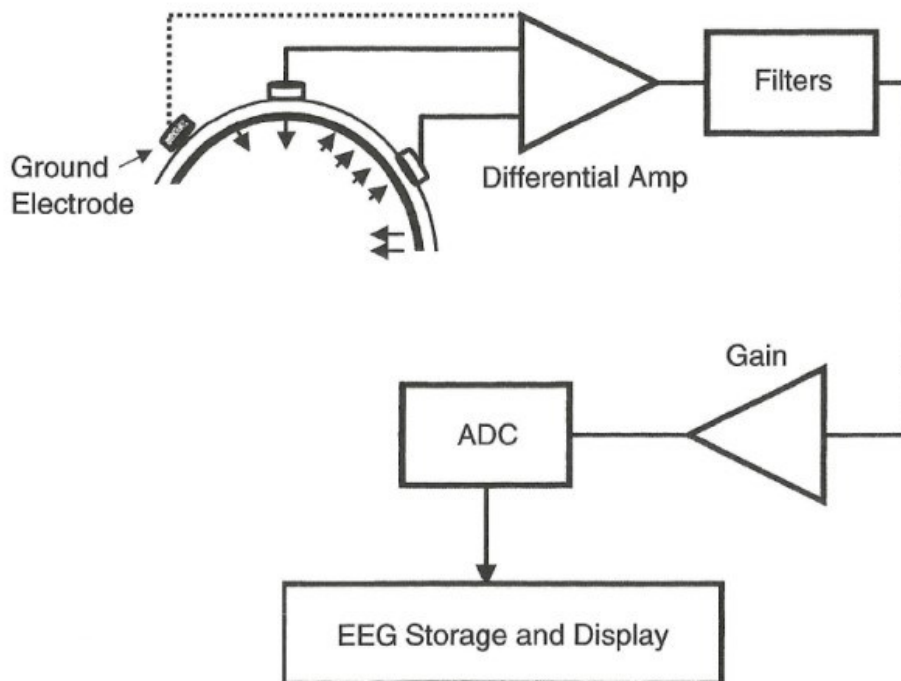 Filters
Ground
Electrode
Differential Amp
Gain
ADC
EEG Storage and Display